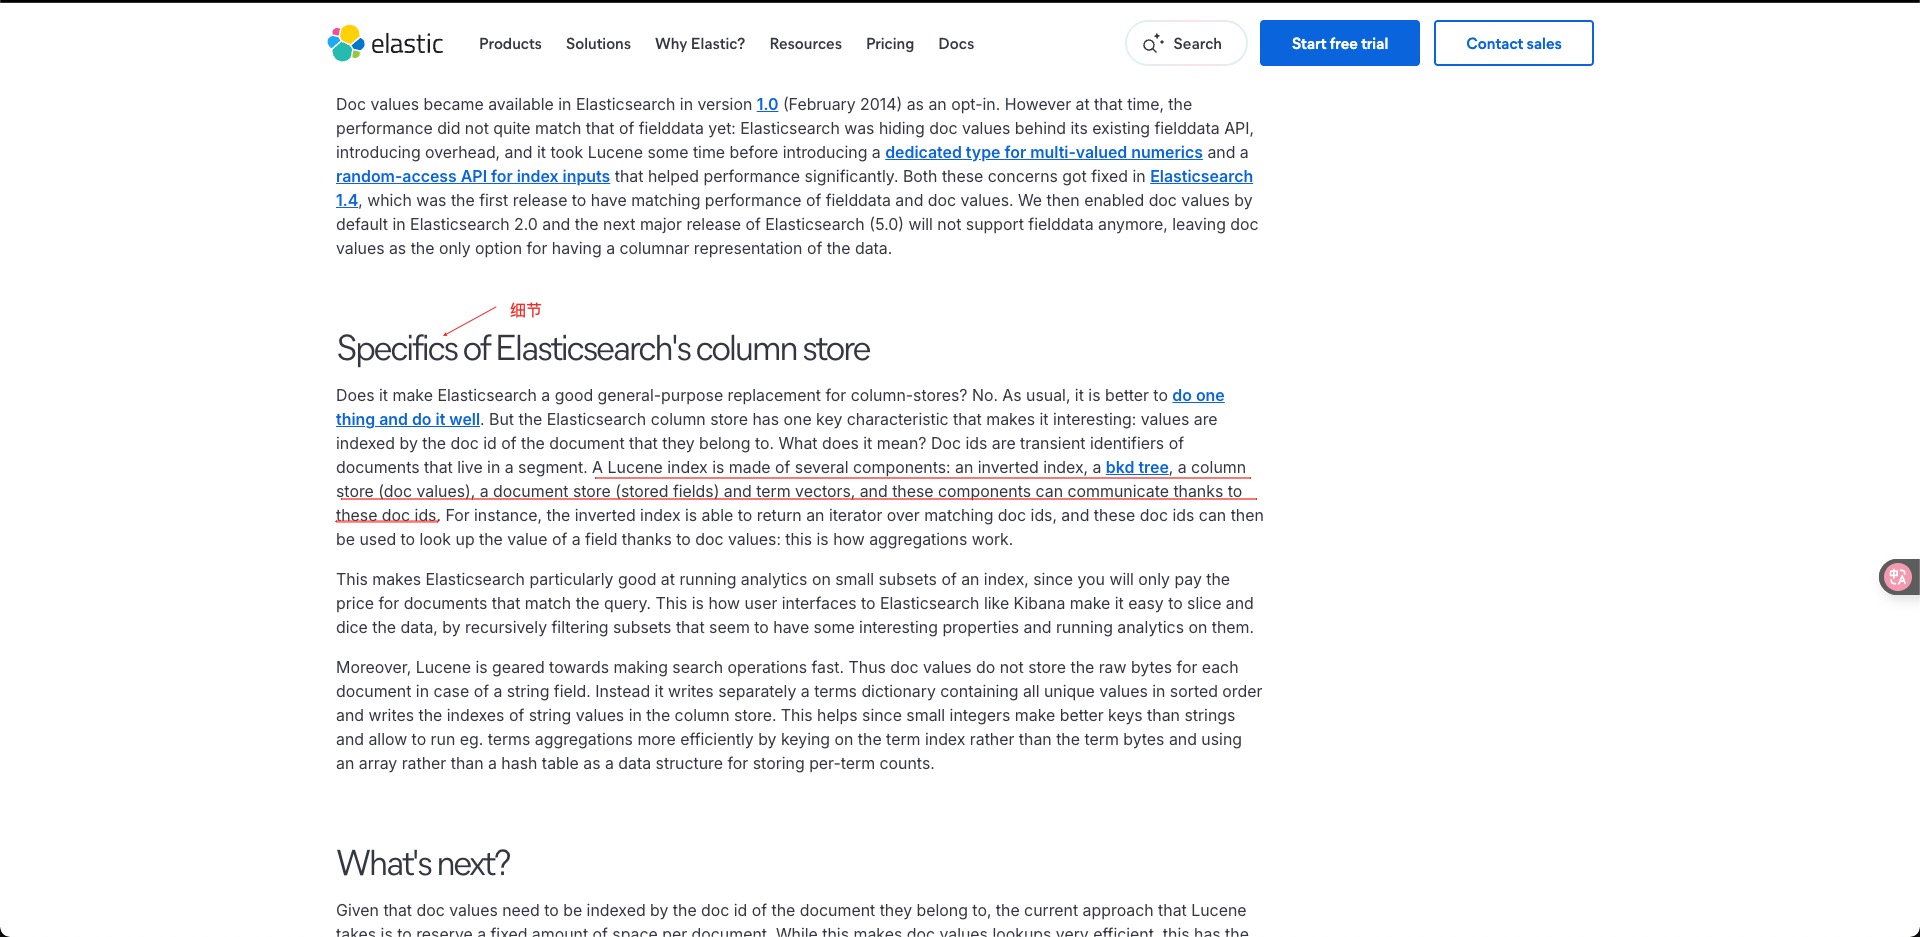 elastic Products Solutions Why Elastic? Resources Pricing Docs Search Start free trial Contact sales
Doc values became available in Elasticsearch in version 1.0 (February 2014) as an opt-in. However at that time, the
performance did not quite match that of fielddata yet: Elasticsearch was hiding doc values behind its existing fielddata API,
introducing overhead, and it took Lucene some time before introducing a dedicated type for multi-valued numerics and a
random-access API for index inputs that helped performance significantly. Both these concerns got fixed in Elasticsearch
1.4, which was the first release to have matching performance of fielddata and doc values. We then enabled doc values by
default in Elasticsearch 2.0 and the next major release of Elasticsearch (5.0) will not support fielddata anymore, leaving doc
values as the only option for having a columnar representation of the data.
细节
Specifics of Elasticsearch's column store
Does it make Elasticsearch a good general-purpose replacement for column-stores? No. As usual, it is better to do one
thing and do it well. But the Elasticsearch column store has one key characteristic that makes it interesting: values are
indexed by the doc id of the document that they belong to. What does it mean? Doc ids are transient identifiers of
documents that live in a segment. A Lucene index is made of several components: an inverted index, a bkd tree, a column
store (doc values), a document store (stored fields) and term vectors, and these components can communicate thanks to
these doc ids. For instance, the inverted index is able to return an iterator over matching doc ids, and these doc ids can then
be used to look up the value of a field thanks to doc values: this is how aggregations work.
This makes Elasticsearch particularly good at running analytics on small subsets of an index, since you will only pay the
price for documents that match the query. This is how user interfaces to Elasticsearch like Kibana make it easy to slice and
dice the data, by recursively filtering subsets that seem to have some interesting properties and running analytics on them.
Moreover, Lucene is geared towards making search operations fast. Thus doc values do not store the raw bytes for each
document in case of a string field. Instead it writes separately a terms dictionary containing all unique values in sorted order
and writes the indexes of string values in the column store. This helps since small integers make better keys than strings
and allow to run eg. terms aggregations more efficiently by keying on the term index rather than the term bytes and using
an array rather than a hash table as a data structure for storing per-term counts.
What's next?
Given that doc values need to be indexed by the doc id of the document they belong to, the current approach that Lucene
takes is to reserve a fixed amount of space per document. While this makes doc values lookups very efficient, this has the